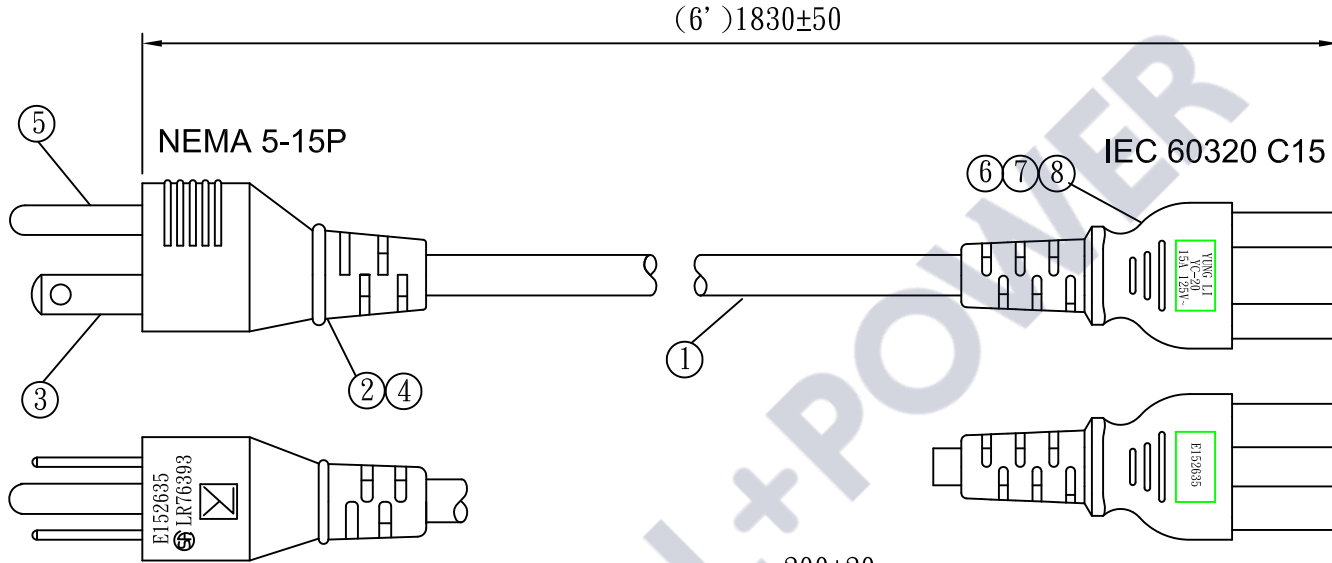 (6')1830±50
NEMA 5-15P
IEC 60320 C15
5
6 7 8
YUNG LI
YC-20
15A 125V~
1
3
2 4
E152635
LR76393
E152635
+POWER